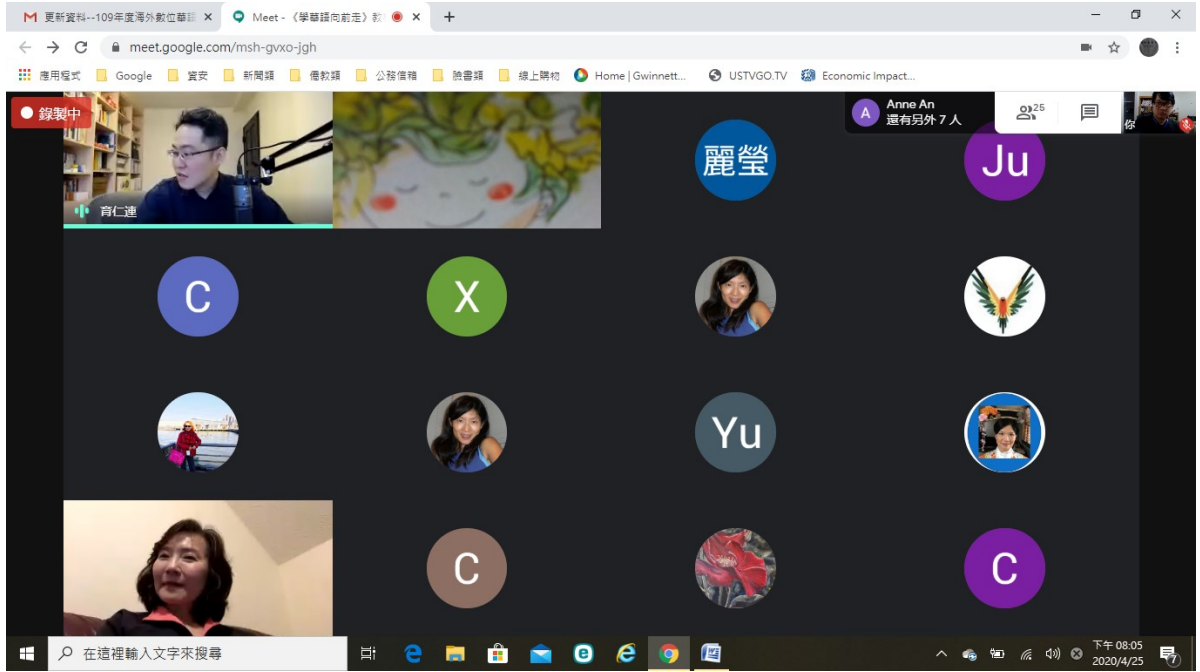 更新資料--109年度海外數位華語
Meet - 《學華語向前走》教
meet.google.com/msh-gvxo-jgh
應用程式
Google
資安
新聞類
僑教類
公務信箱
臉書類
線上購物
Home | Gwinnett...
USTVGO.TV
Economic Impact...
錄製中
Anne An
A
還有另外 7 人
25
你
育仁連
麗瑩
Ju
C
X
Yu
C
C
在這裡輸入文字來搜尋
下午 08:05
2020/4/25
7